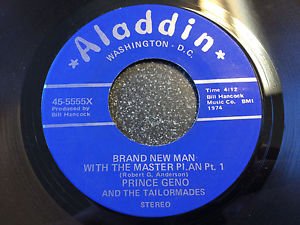 ★ Aladdin ★
WASHINGTON - D.C.
45-5555X
Produced by
Bill Hancock
Time: 4:12
Bill Hancock
Music Co. BMI
1974
BRAND NEW MAN
WITH THE MASTER PLAN Pt. 1
(Robert G. Anderson)
PRINCE GENO
AND THE TAILORMADES
STEREO